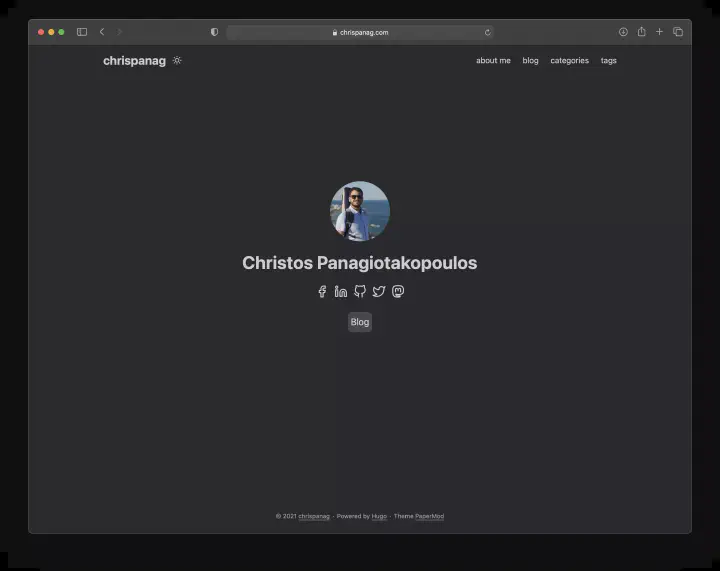 chrispanag.com
chrispanag
about me blog categories tags
Christos Panagiotakopoulos
Blog
© 2021 chrispanag · Powered by Hugo · Theme PaperMod